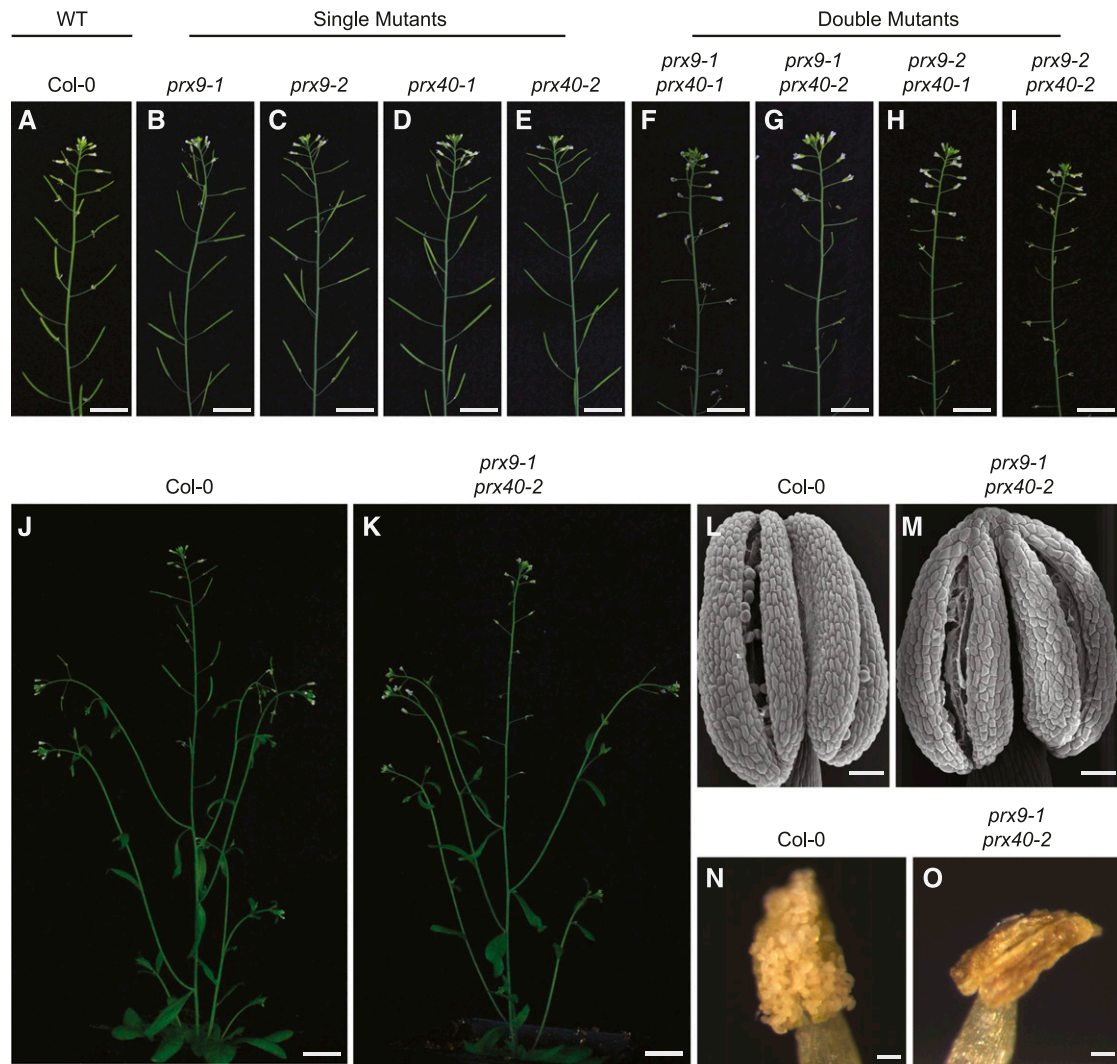 WT
Single Mutants
Double Mutants
Col-0
prx9-1
prx9-2
prx40-1
prx40-2
prx9-1
prx40-1
prx9-1
prx40-2
prx9-2
prx40-1
prx9-2
prx40-2
A
B
C
D
E
F
G
H
I
Col-0
prx9-1
prx40-2
Col-0
prx9-1
prx40-2
J
K
L
M
Col-0
prx9-1
prx40-2
N
O